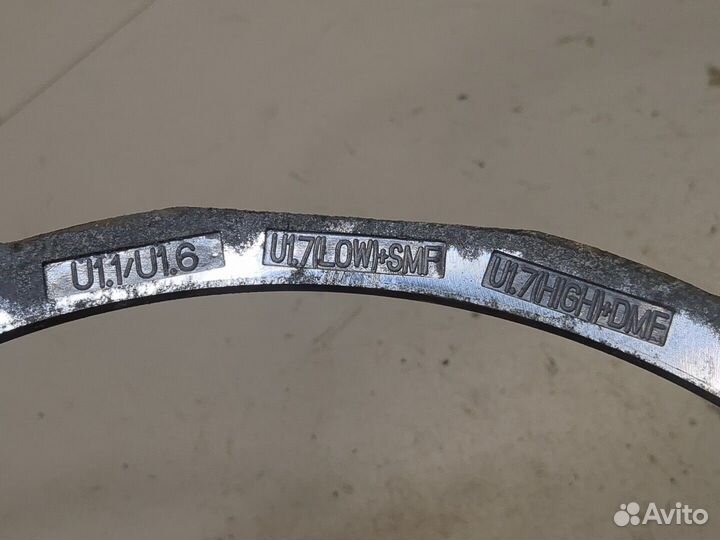 U1.1/U1.6
U1.7(LOW)+SMF
U1.7(HIGH)+DMF
Avito